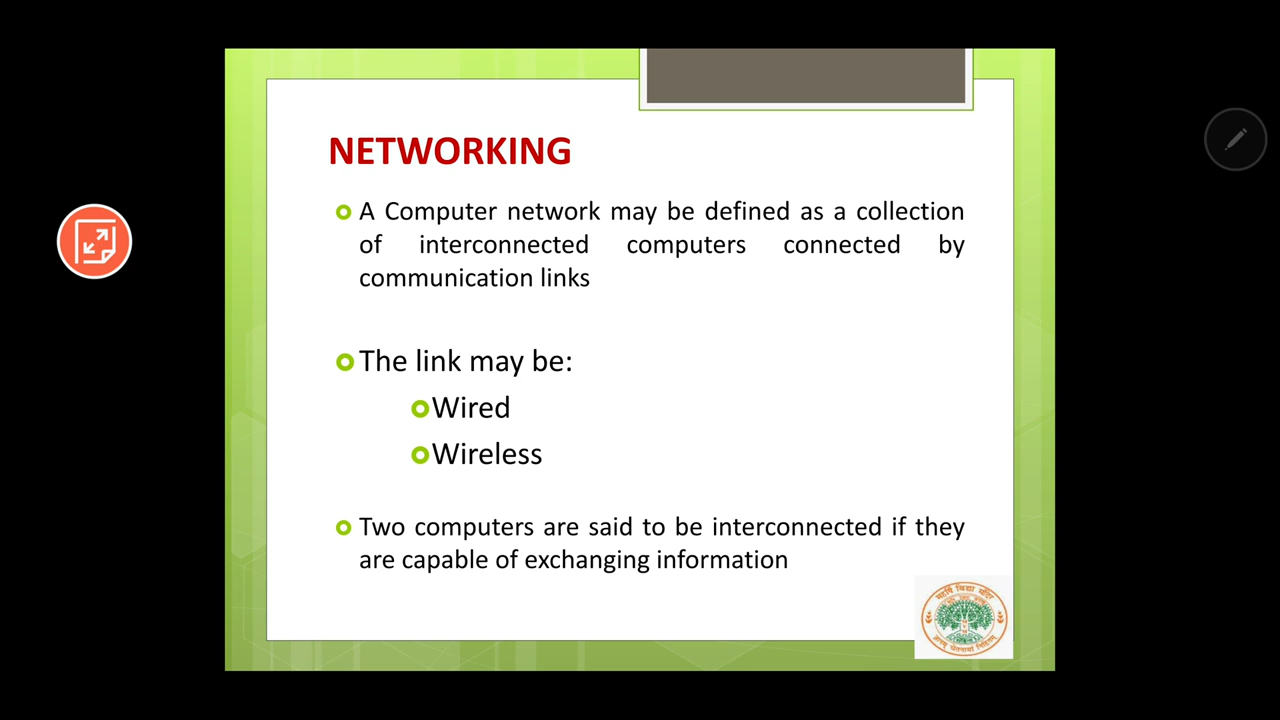 NETWORKING
A Computer network may be defined as a collection
of interconnected computers connected by
communication links
The link may be:
Wired
Wireless
Two computers are said to be interconnected if they
are capable of exchanging information
महर्षि विद्या मंदिर